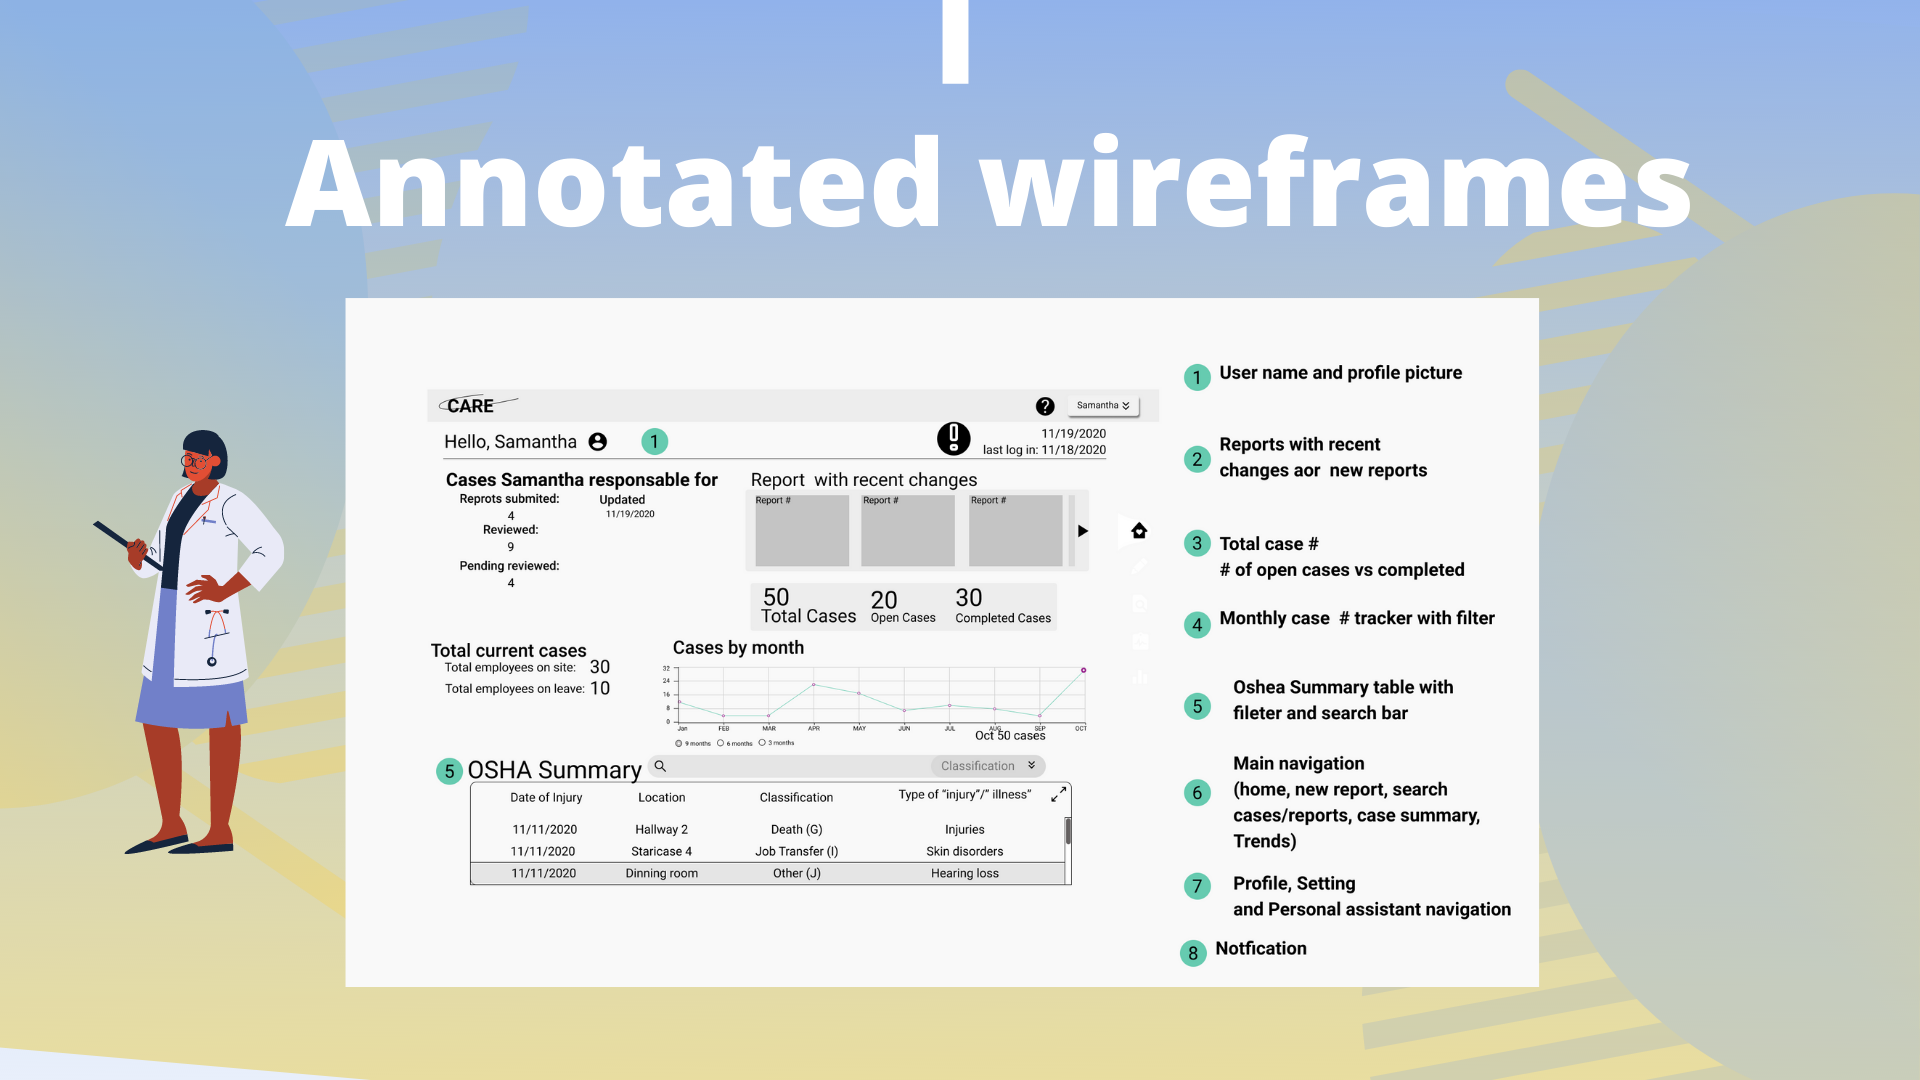 Annotated wireframes
CARE
Samantha
Hello, Samantha
1
11/19/2020
last log in: 11/18/2020
Cases Samantha responsable for
Reprots submited:
4
Reviewed:
9
Pending reviewed:
4
Updated
11/19/2020
Report with recent changes
Report #
Report #
Report #
50
Total Cases
20
Open Cases
30
Completed Cases
Total current cases
Total employees on site: 30
Total employees on leave: 10
Cases by month
32
24
16
8
0
Jan FEB MAR APR MAY JUN JUL AUG SEP OCT
Oct 50 cases
9 months 6 months 3 months
5 OSHA Summary
Classification
Date of Injury Location Classification Type of “injury”/“ illness”
11/11/2020 Hallway 2 Death (G) Injuries
11/11/2020 Staricase 4 Job Transfer (I) Skin disorders
11/11/2020 Dinning room Other (J) Hearing loss
1 User name and profile picture
2 Reports with recent
changes aor new reports
3 Total case #
# of open cases vs completed
4 Monthly case # tracker with filter
5 Oshea Summary table with
fileter and search bar
6 Main navigation
(home, new report, search
cases/reports, case summary,
Trends)
7 Profile, Setting
and Personal assistant navigation
8 Notfication